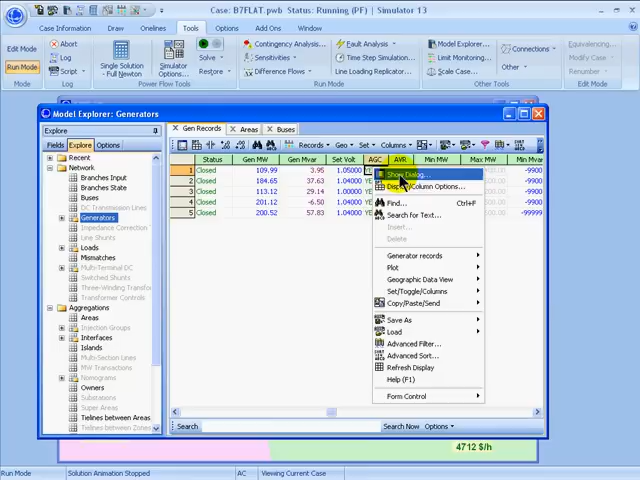 Case: B7FLAT.pwb Status: Running (PF) | Simulator 13
Case Information Draw Onelines Tools Options Add Ons Window
Edit Mode
Run Mode
Mode
Abort
Log
Script
Log
Single Solution - Full Newton
Simulator Options...
Solve
Restore
Power Flow Tools
Contingency Analysis...
Sensitivities
Difference Flows
Fault Analysis
Time Step Simulation...
Line Loading Replicator...
Run Mode
Model Explorer...
Limit Monitoring...
Scale Case...
Connections
Other
Other Tools
Equivalencing...
Renumber
Edit Mode
Model Explorer: Generators
Explore
Fields Explore Options
Recent
Network
Branches Input
Branches State
Buses
DC Transmission Lines
Generators
Impedance Correction
Line Shunts
Loads
Mismatches
Multi-Terminal DC
Switched Shunts
Three-Winding Transf
Transformer Controls
Aggregations
Areas
Injection Groups
Interfaces
Islands
Multi-Section Lines
MW Transactions
Nomograms
Owners
Substations
Super Areas
Tielines between Areas
Tielines between Zones
Gen Records Areas Buses
Records Geo Set Columns
Status Gen MW Gen Mvar Set Volt AGC AVR Min MW Max MW Min Mvar
1 Closed 109.99 3.95 1.05000 YE -9900
2 Closed 184.65 37.63 1.04000 YE -9900
3 Closed 113.12 29.14 1.04000 YE -9900
4 Closed 201.12 -6.50 1.04000 YE -9900
5 Closed 200.52 57.83 1.04000 YE -99999
Show Dialog...
Display/Column Options...
Find... Ctrl+F
Search for Text...
Insert...
Delete
Generator records
Plot
Geographic Data View
Set/Toggle/Columns
Copy/Paste/Send
Save As
Load
Advanced Filter...
Advanced Sort...
Refresh Display
Help (F1)
Form Control
Search Search Now Options
4712 $/h
Run Mode Solution Animation Stopped AC Viewing Current Case